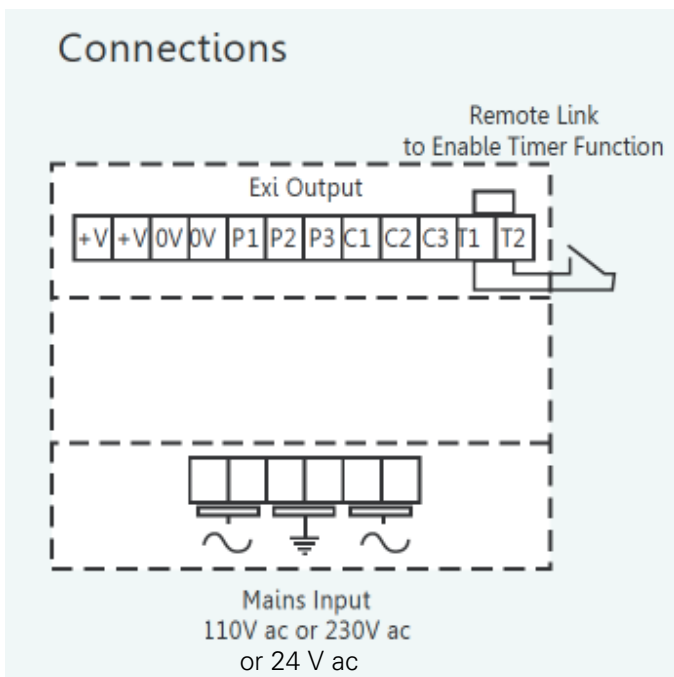 Connections
Remote Link
to Enable Timer Function
Exi Output
+V +V 0V 0V P1 P2 P3 C1 C2 C3 T1 T2
Mains Input
110V ac or 230V ac
or 24 V ac